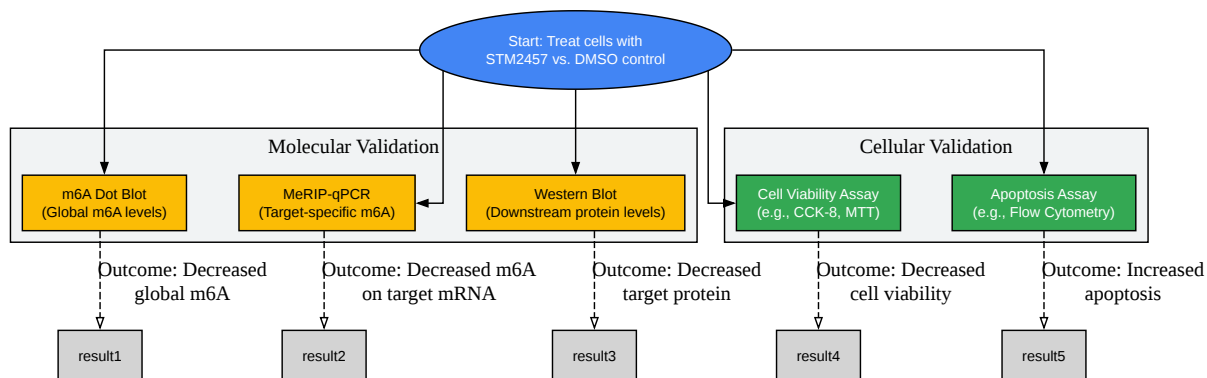 Start: Treat cells with
STM2457 vs. DMSO control
Molecular Validation
Cellular Validation
m6A Dot Blot
(Global m6A levels)
MeRIP-qPCR
(Target-specific m6A)
Western Blot
(Downstream protein levels)
Cell Viability Assay
(e.g., CCK-8, MTT)
Apoptosis Assay
(e.g., Flow Cytometry)
Outcome: Decreased
global m6A
Outcome: Decreased m6A
on target mRNA
Outcome: Decreased
target protein
Outcome: Decreased
cell viability
Outcome: Increased
apoptosis
result1
result2
result3
result4
result5